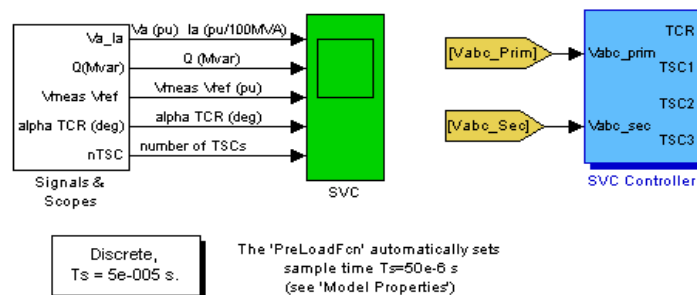 Va_Ia
Q(Mvar)
Vmeas Vref
alpha TCR (deg)
nTSC
Signals &
Scopes
Va (pu) Ia (pu/100MVA)
Q (Mvar)
Vmeas Vref (pu)
alpha TCR (deg)
number of TSCs
SVC
[Vabc_Prim]
[Vabc_Sec]
Vabc_prim
Vabc_sec
TCR
TSC1
TSC2
TSC3
SVC Controller
Discrete,
Ts = 5e-005 s.
The 'PreLoadFcn' automatically sets
sample time Ts=50e-6 s
(see 'Model Properties')